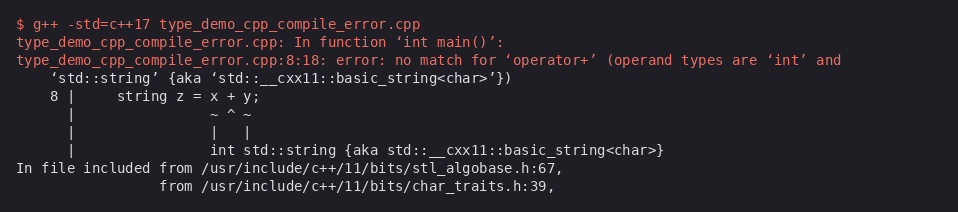 $ g++ -std=c++17 type_demo_cpp_compile_error.cpp
type_demo_cpp_compile_error.cpp: In function ‘int main()’:
type_demo_cpp_compile_error.cpp:8:18: error: no match for ‘operator+’ (operand types are ‘int’ and
    ‘std::string’ {aka ‘std::__cxx11::basic_string<char>’})
    8 |     string z = x + y;
      |                ~ ^ ~
      |                |   |
      |                int std::string {aka std::__cxx11::basic_string<char>}
In file included from /usr/include/c++/11/bits/stl_algobase.h:67,
                 from /usr/include/c++/11/bits/char_traits.h:39,